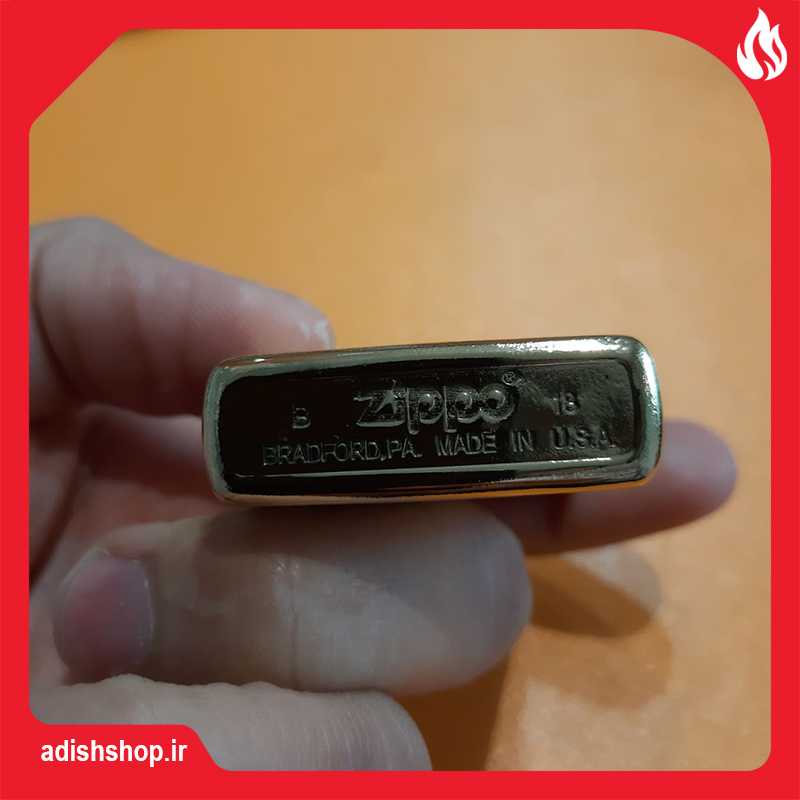 B Zippo® 18
BRADFORD,PA. MADE IN U.S.A.
adishshop.ir